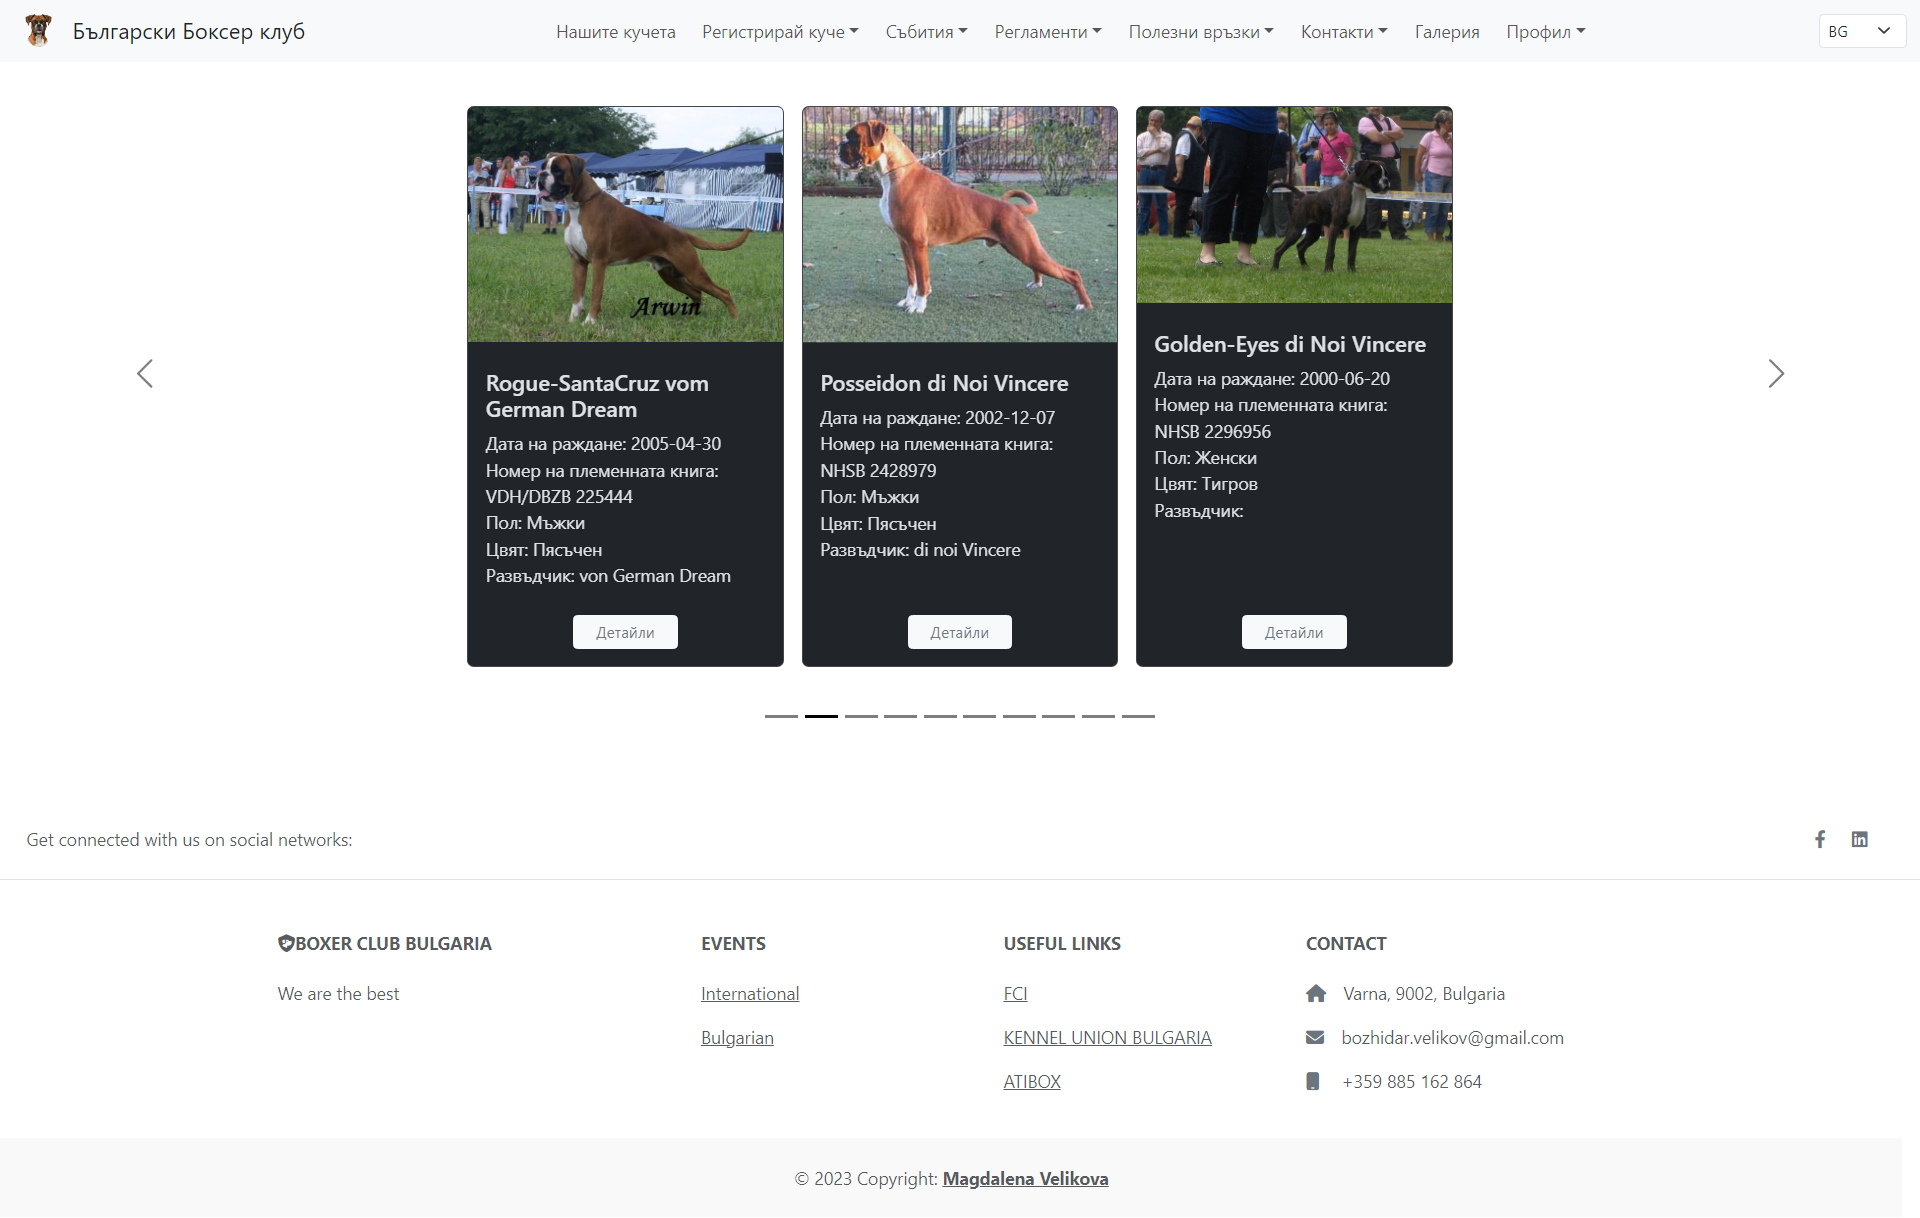 Български Боксер клуб
Нашите кучета
Регистрирай куче
Събития
Регламенти
Полезни връзки
Контакти
Галерия
Профил
BG
Arwin
Rogue-SantaCruz vom
German Dream
Дата на раждане: 2005-04-30
Номер на племенната книга:
VDH/DBZB 225444
Пол: Мъжки
Цвят: Пясъчен
Развъдчик: von German Dream
Детайли
Posseidon di Noi Vincere
Дата на раждане: 2002-12-07
Номер на племенната книга:
NHSB 2428979
Пол: Мъжки
Цвят: Пясъчен
Развъдчик: di noi Vincere
Детайли
Golden-Eyes di Noi Vincere
Дата на раждане: 2000-06-20
Номер на племенната книга:
NHSB 2296956
Пол: Женски
Цвят: Тигров
Развъдчик:
Детайли
Get connected with us on social networks:
BOXER CLUB BULGARIA
We are the best
EVENTS
International
Bulgarian
USEFUL LINKS
FCI
KENNEL UNION BULGARIA
ATIBOX
CONTACT
Varna, 9002, Bulgaria
bozhidar.velikov@gmail.com
+359 885 162 864
© 2023 Copyright: Magdalena Velikova